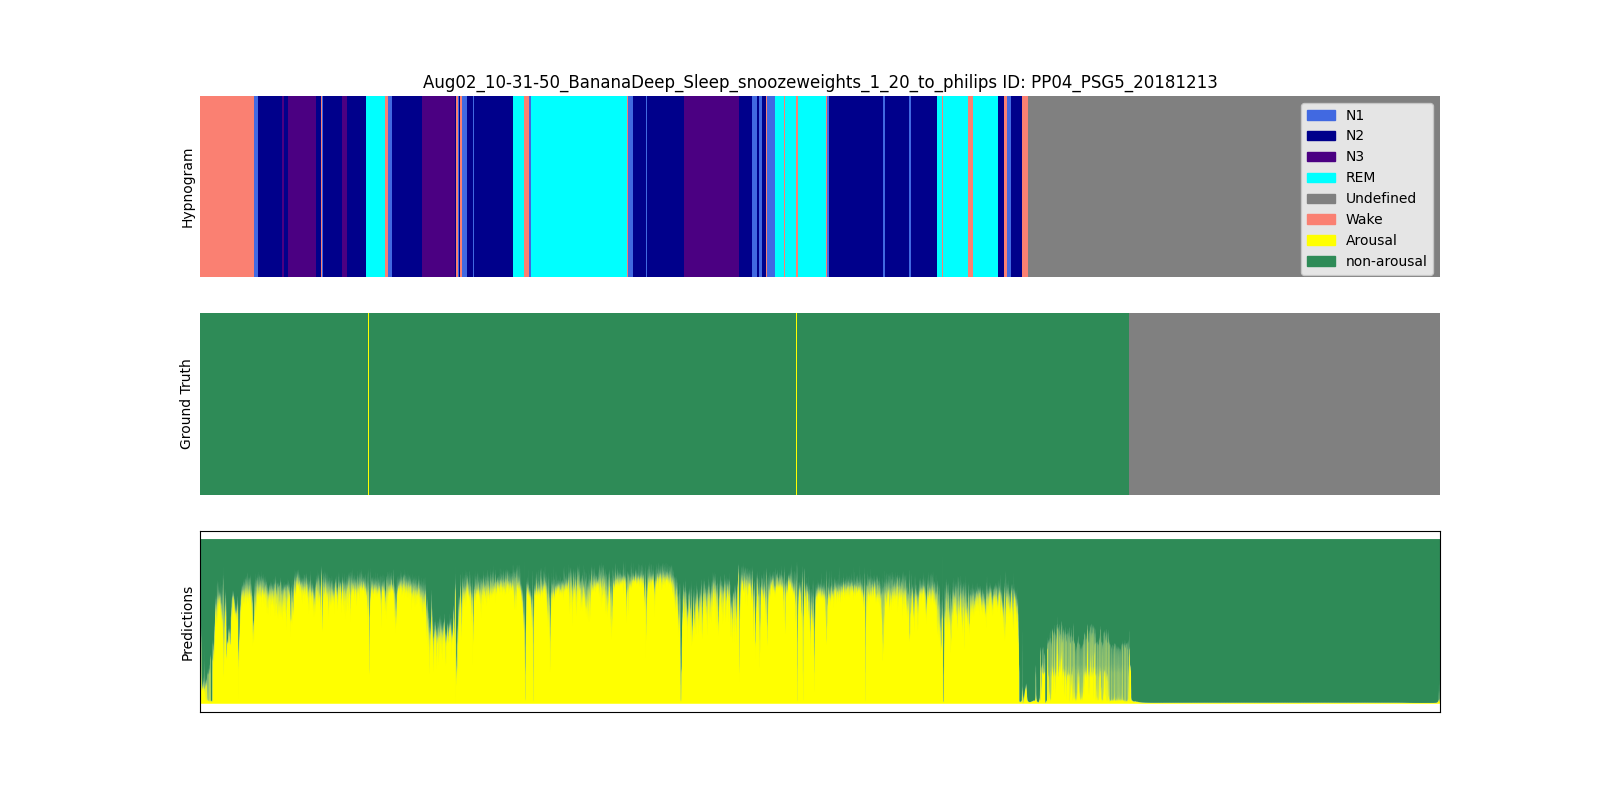 Aug02_10-31-50_BananaDeep_Sleep_snoozeweights_1_20_to_philips ID: PP04_PSG5_20181213
Hypnogram
N1
N2
N3
REM
Undefined
Wake
Arousal
non-arousal
Ground Truth
Predictions